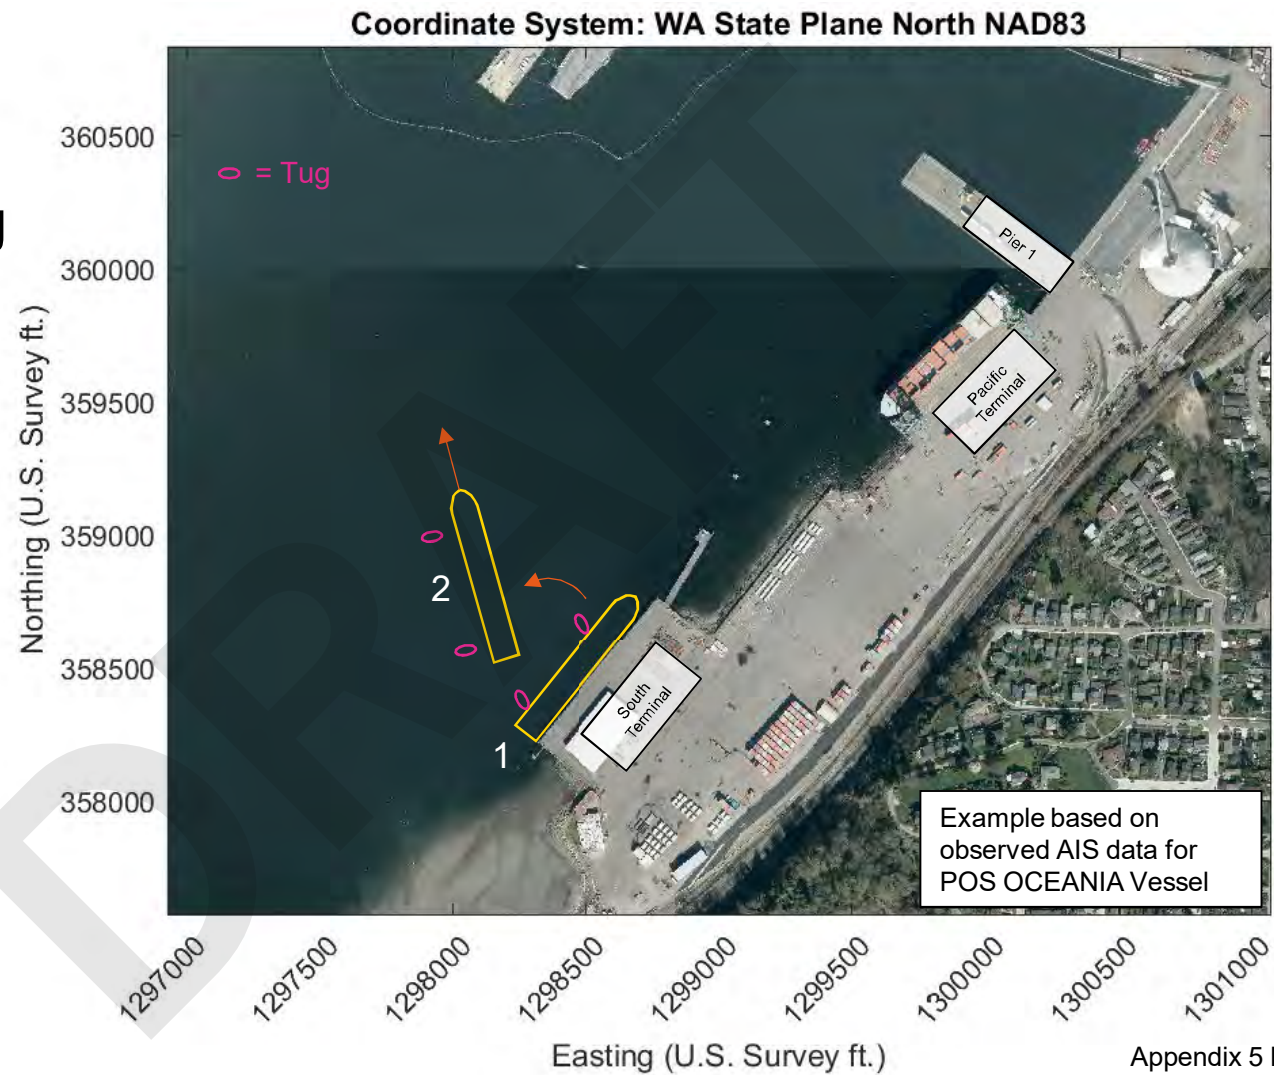 Coordinate System: WA State Plane North NAD83
360500
360000
359500
359000
358500
358000
Northing (U.S. Survey ft.)
= Tug
Pier 1
Pacific
Terminal
2
South
Terminal
1
Example based on
observed AIS data for
POS OCEANIA Vessel
DRAFT
1297000
1297500
1298000
1298500
1299000
1299500
1300000
1300500
1301000
Easting (U.S. Survey ft.)
Appendix 5